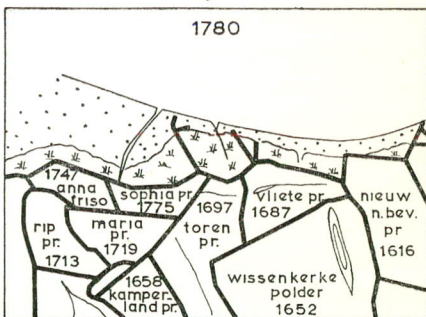 1780
1747
anna
friso
sophia pr.
1775
1697
toren
pr.
vliete pr.
1687
nieuw
n.bev.
pr
1616
rip
pr.
1713
maria
pr.
1719
1658
kamper-
land pr.
wissenkerke
polder
1652